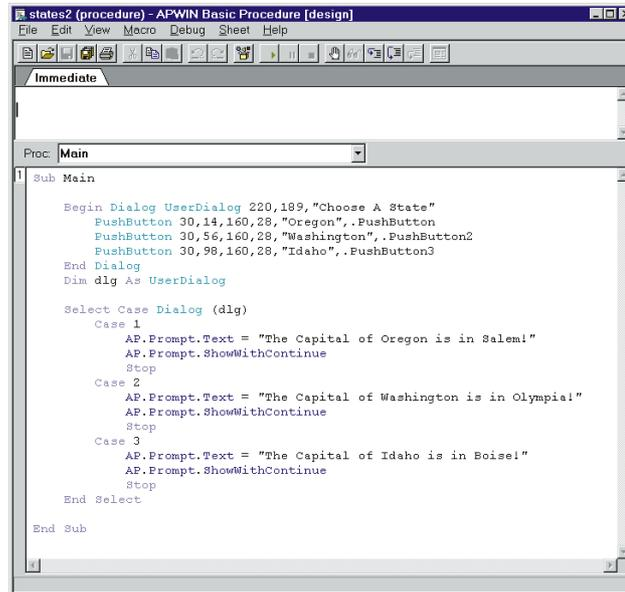 states2 (procedure) - APWIN Basic Procedure [design]
File Edit View Macro Debug Sheet Help
Immediate
Proc: Main
1
Sub Main
Begin Dialog UserDialog 220,189,"Choose A State"
PushButton 30,14,160,28,"Oregon",.PushButton
PushButton 30,56,160,28,"Washington",.PushButton2
PushButton 30,98,160,28,"Idaho",.PushButton3
End Dialog
Dim dlg As UserDialog
Select Case Dialog (dlg)
Case 1
AP.Prompt.Text = "The Capital of Oregon is in Salem!"
AP.Prompt.ShowWithContinue
Stop
Case 2
AP.Prompt.Text = "The Capital of Washington is in Olympia!"
AP.Prompt.ShowWithContinue
Stop
Case 3
AP.Prompt.Text = "The Capital of Idaho is in Boise!"
AP.Prompt.ShowWithContinue
Stop
End Select
End Sub